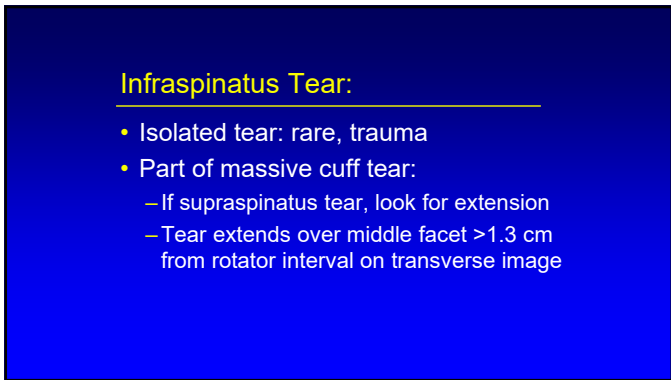 Infraspinatus Tear:
• Isolated tear: rare, trauma
• Part of massive cuff tear:
– If supraspinatus tear, look for extension
– Tear extends over middle facet >1.3 cm
from rotator interval on transverse image